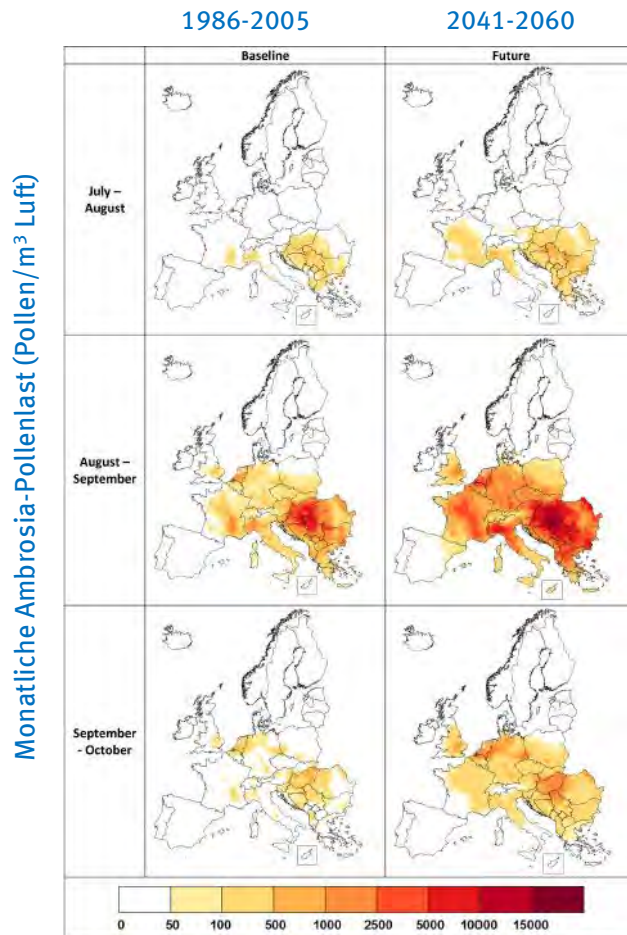 1986-2005 2041-2060
Baseline Future
Monatliche Ambrosia-Pollenlast (Pollen/m³ Luft)
July –
August
August –
September
September
- October
0 50 100 500 1000 2500 5000 10000 15000